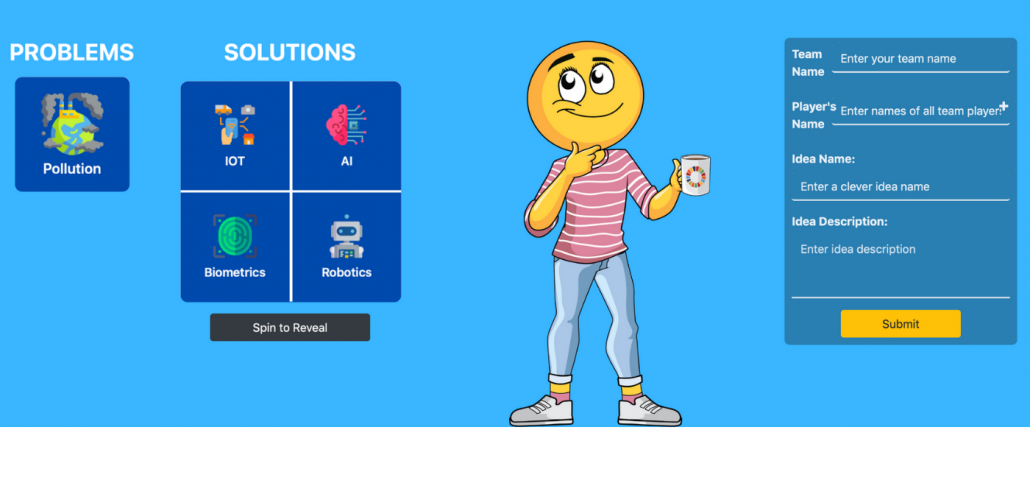 PROBLEMS
Pollution
SOLUTIONS
IOT
AI
Biometrics
Robotics
Spin to Reveal
Team
Name
Enter your team name
Player's
Name
Enter names of all team players
Idea Name:
Enter a clever idea name
Idea Description:
Enter idea description
Submit